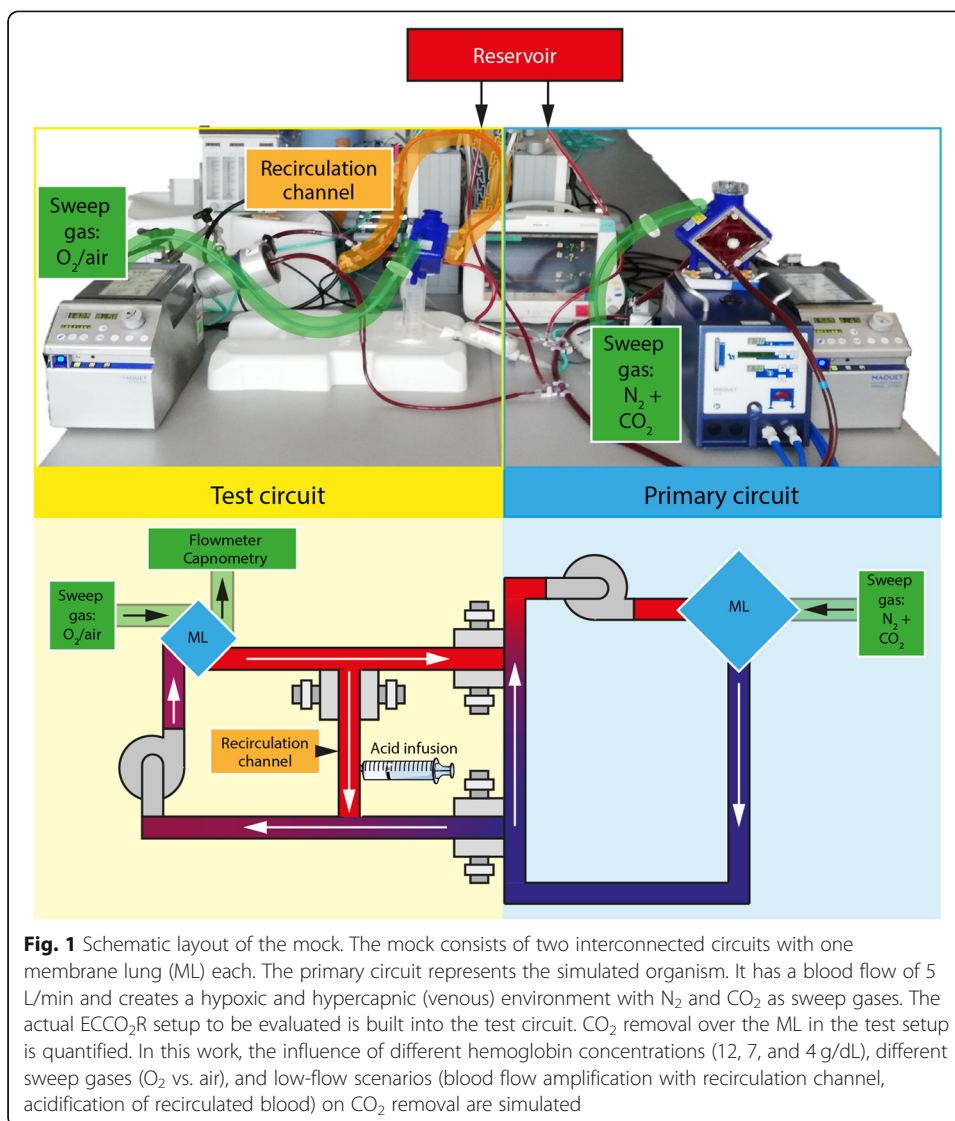 Reservoir
Recirculation
channel
Sweep
gas:
O₂/air
Sweep
gas:
N₂ +
CO₂
MAQUET
MAQUET
MAQUET
Test circuit
Primary circuit
Flowmeter
Capnometry
Sweep
gas:
O₂/air
ML
ML
Sweep
gas:
N₂ +
CO₂
Recirculation
channel
Acid infusion
Fig. 1 Schematic layout of the mock. The mock consists of two interconnected circuits with one
membrane lung (ML) each. The primary circuit represents the simulated organism. It has a blood flow of 5
L/min and creates a hypoxic and hypercapnic (venous) environment with N₂ and CO₂ as sweep gases. The
actual ECCO₂R setup to be evaluated is built into the test circuit. CO₂ removal over the ML in the test setup
is quantified. In this work, the influence of different hemoglobin concentrations (12, 7, and 4 g/dL), different
sweep gases (O₂ vs. air), and low-flow scenarios (blood flow amplification with recirculation channel,
acidification of recirculated blood) on CO₂ removal are simulated